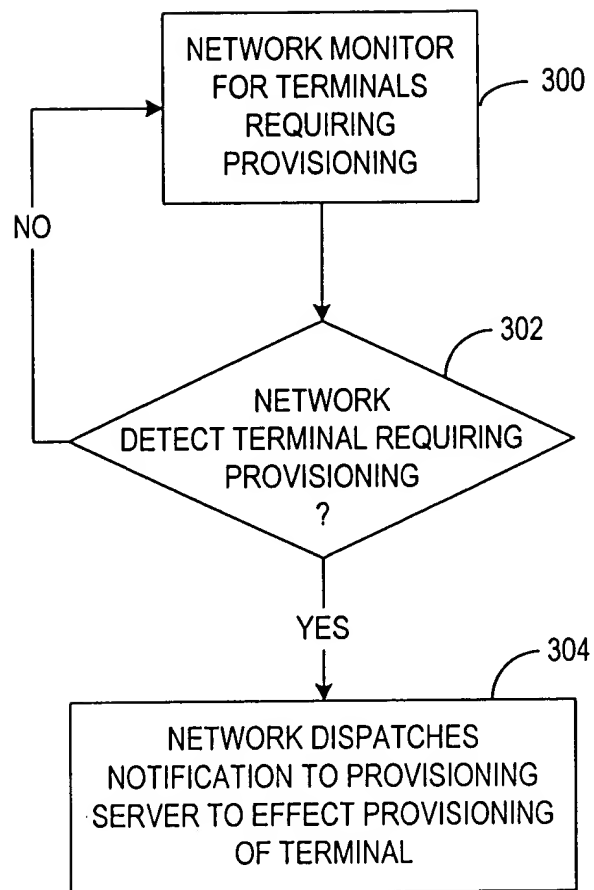 NETWORK MONITOR
FOR TERMINALS
REQUIRING
PROVISIONING
300
NO
302
NETWORK
DETECT TERMINAL REQUIRING
PROVISIONING
?
YES
304
NETWORK DISPATCHES
NOTIFICATION TO PROVISIONING
SERVER TO EFFECT PROVISIONING
OF TERMINAL